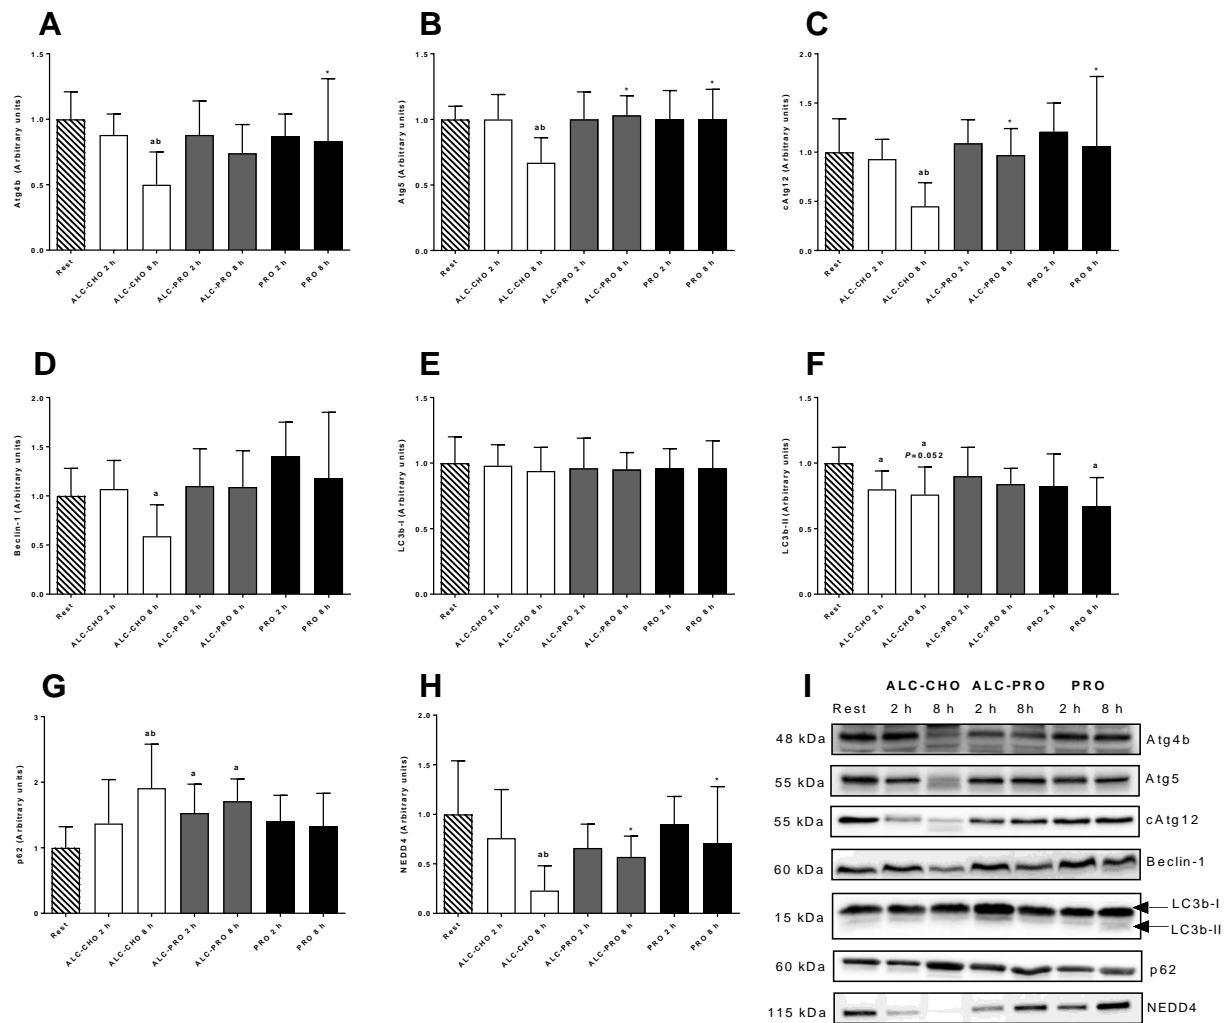 A
Atg4b (Arbitrary units)
1.5
1.0
0.5
0.0
ab
*
Rest
ALC-CHO 2 h
ALC-CHO 8 h
ALC-PRO 2 h
ALC-PRO 8 h
PRO 2 h
PRO 8 h
B
Atg5 (Arbitrary units)
1.5
1.0
0.5
0.0
ab
*
*
Rest
ALC-CHO 2 h
ALC-CHO 8 h
ALC-PRO 2 h
ALC-PRO 8 h
PRO 2 h
PRO 8 h
C
cAtg12 (Arbitrary units)
2.0
1.5
1.0
0.5
0.0
ab
*
*
Rest
ALC-CHO 2 h
ALC-CHO 8 h
ALC-PRO 2 h
ALC-PRO 8 h
PRO 2 h
PRO 8 h
D
Beclin-1 (Arbitrary units)
2.0
1.5
1.0
0.5
0.0
a
Rest
ALC-CHO 2 h
ALC-CHO 8 h
ALC-PRO 2 h
ALC-PRO 8 h
PRO 2 h
PRO 8 h
E
LC3b-I (Arbitrary units)
1.5
1.0
0.5
0.0
Rest
ALC-CHO 2 h
ALC-CHO 8 h
ALC-PRO 2 h
ALC-PRO 8 h
PRO 2 h
PRO 8 h
F
LC3b-II (Arbitrary units)
1.5
1.0
0.5
0.0
a
a
P=0.052
a
Rest
ALC-CHO 2 h
ALC-CHO 8 h
ALC-PRO 2 h
ALC-PRO 8 h
PRO 2 h
PRO 8 h
G
p62 (Arbitrary units)
3
2
1
0
ab
a
a
Rest
ALC-CHO 2 h
ALC-CHO 8 h
ALC-PRO 2 h
ALC-PRO 8 h
PRO 2 h
PRO 8 h
H
NEDD4 (Arbitrary units)
2.0
1.5
1.0
0.5
0.0
ab
*
*
Rest
ALC-CHO 2 h
ALC-CHO 8 h
ALC-PRO 2 h
ALC-PRO 8 h
PRO 2 h
PRO 8 h
I
ALC-CHO ALC-PRO PRO
Rest 2 h 8 h 2 h 8h 2 h 8 h
48 kDa Atg4b
55 kDa Atg5
55 kDa cAtg12
60 kDa Beclin-1
15 kDa LC3b-I
LC3b-II
60 kDa p62
115 kDa NEDD4